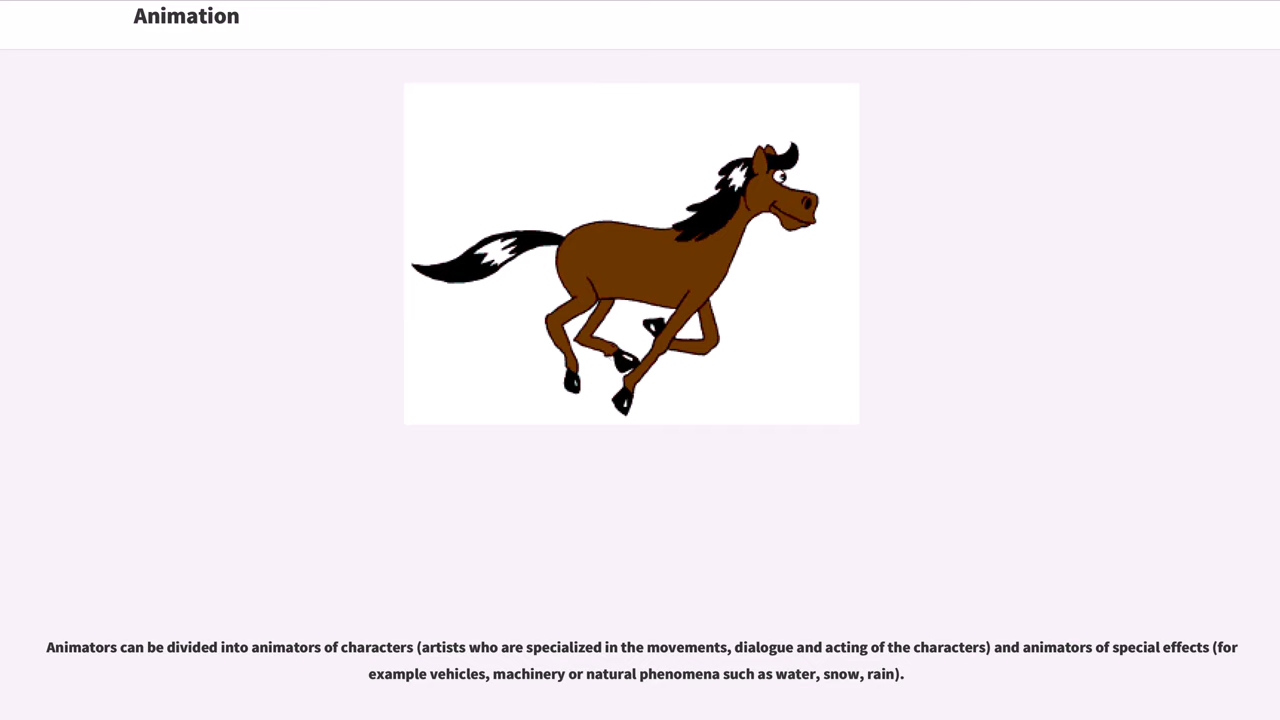 Animation
Animators can be divided into animators of characters (artists who are specialized in the movements, dialogue and acting of the characters) and animators of special effects (for
example vehicles, machinery or natural phenomena such as water, snow, rain).